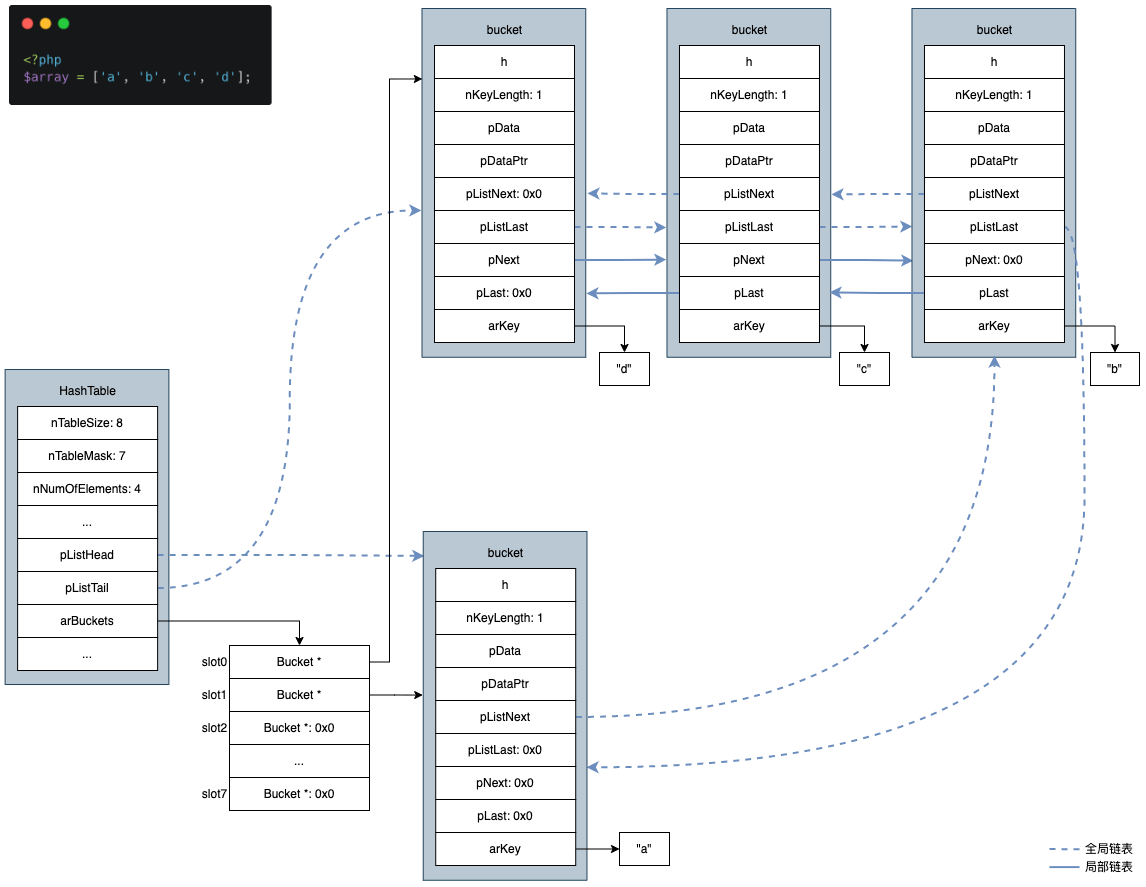 <?php
$array = ['a', 'b', 'c', 'd'];
bucket
h
nKeyLength: 1
pData
pDataPtr
pListNext: 0x0
pListLast
pNext
pLast: 0x0
arKey
"d"
bucket
h
nKeyLength: 1
pData
pDataPtr
pListNext
pListLast
pNext
pLast
arKey
"c"
bucket
h
nKeyLength: 1
pData
pDataPtr
pListNext
pListLast
pNext: 0x0
pLast
arKey
"b"
HashTable
nTableSize: 8
nTableMask: 7
nNumOfElements: 4
...
pListHead
pListTail
arBuckets
...
slot0 Bucket *
slot1 Bucket *
slot2 Bucket *: 0x0
...
slot7 Bucket *: 0x0
bucket
h
nKeyLength: 1
pData
pDataPtr
pListNext
pListLast: 0x0
pNext: 0x0
pLast: 0x0
arKey
"a"
全局链表
局部链表